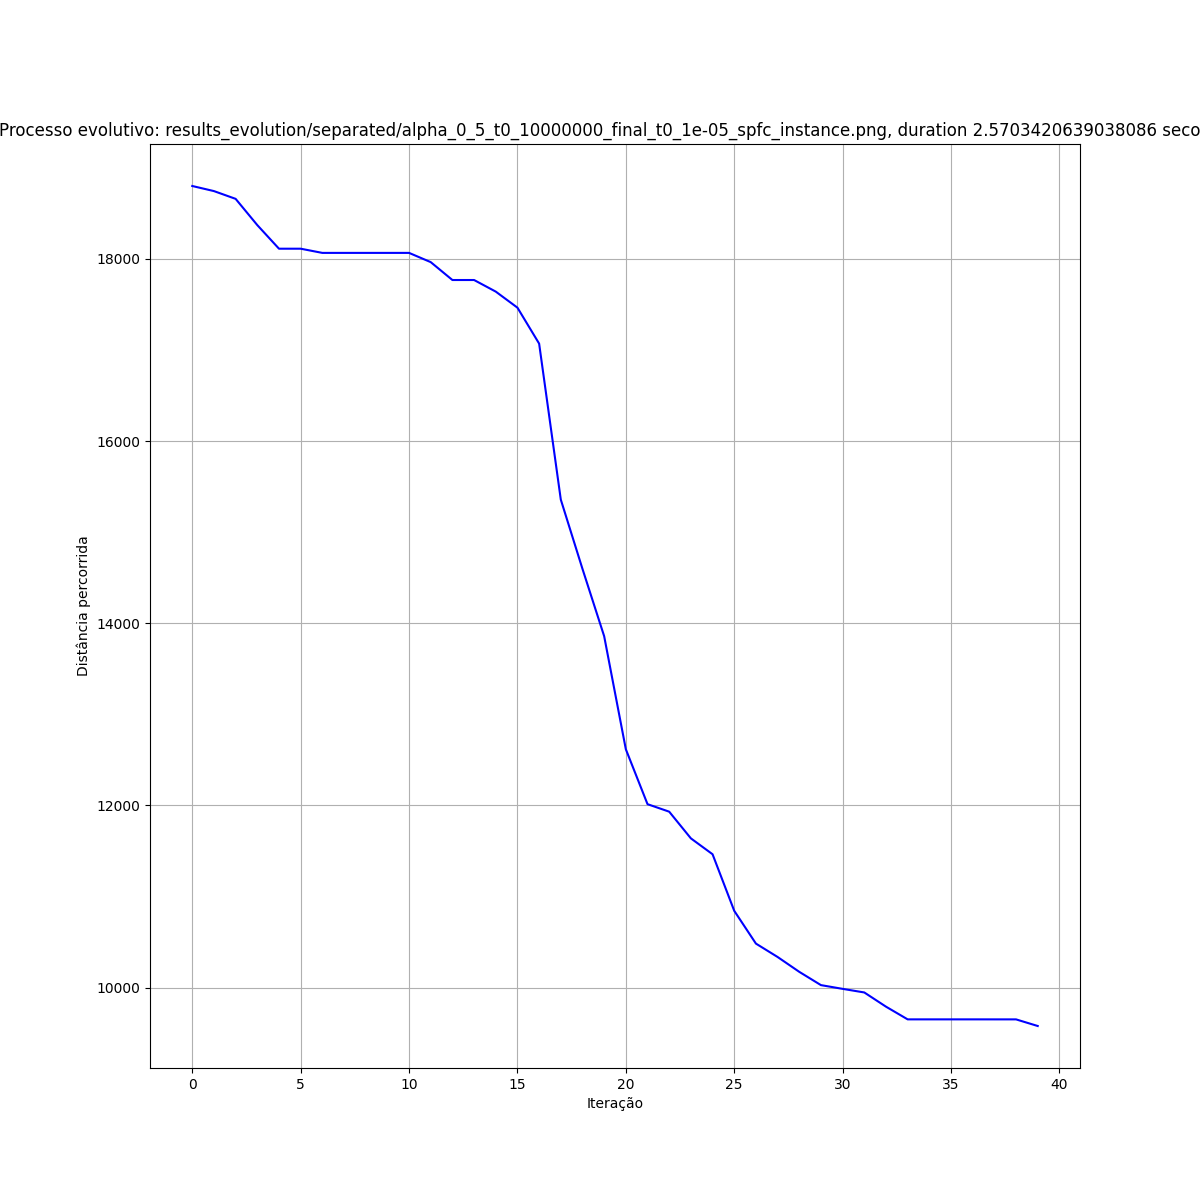 Processo evolutivo: results_evolution/separated/alpha_0_5_t0_10000000_final_t0_1e-05_spfc_instance.png, duration 2.5703420639038086 seco
18000
16000
14000
12000
10000
Distância percorrida
0 5 10 15 20 25 30 35 40
Iteração